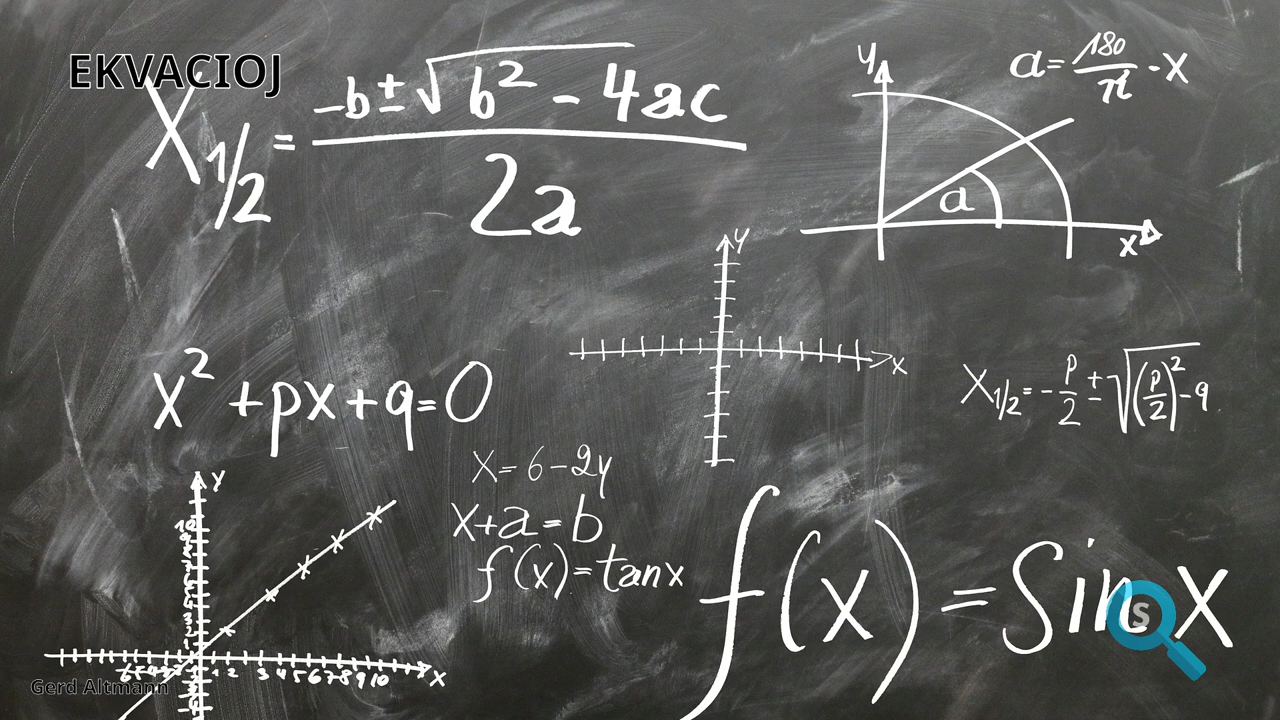 EKVACIOJ
X1/2 = -b ± √b² - 4ac / 2a
a = 180/π - X
y
a
x
y
x
X1/2 = - p/2 ± √(p/2)² - q
x² + px + q = 0
x = 6 - 2y
x + a = b
f(x) = tanx
f(x) = Sin x
S
y
x
Gerd Altmann